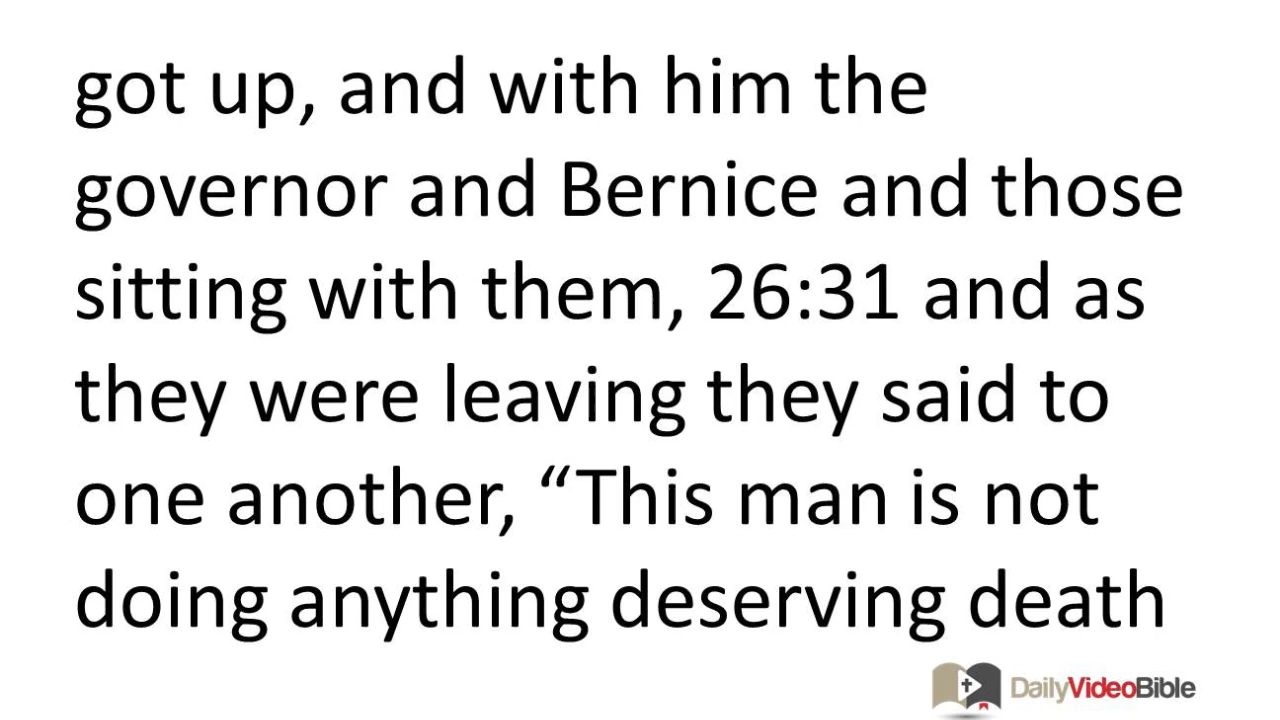 got up, and with him the
governor and Bernice and those
sitting with them, 26:31 and as
they were leaving they said to
one another, “This man is not
doing anything deserving death
DailyVideoBible